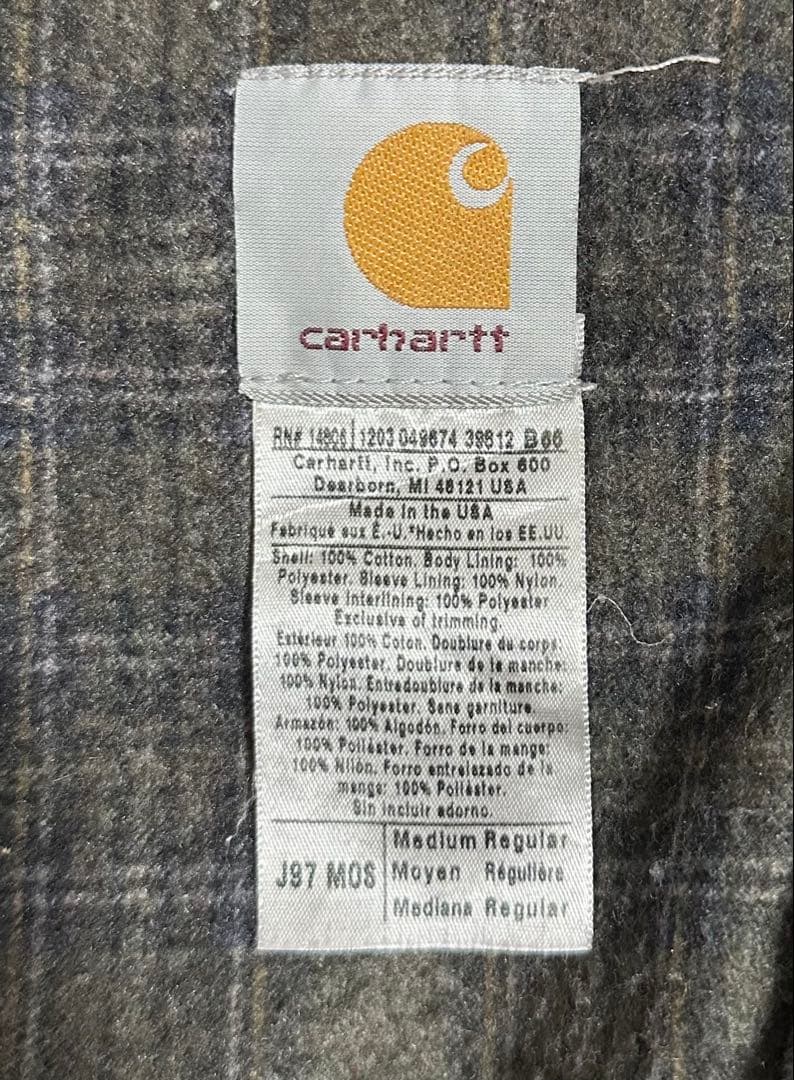 carhartt
RN# 14806 1203 049674 39812 B66
Carhartt, Inc. P.O. Box 600
Dearborn, MI 48121 USA
Made in the USA
Fabriqué aux É.-U.*Hecho en los EE.UU
Shell: 100% Cotton. Body Lining: 100%
Polyester. Sleeve Lining: 100% Nylon.
Sleeve Interlining: 100% Polyester
Exclusive of trimming.
Extérieur 100% Coton. Doublure du corps:
100% Polyester. Doublure de la manche:
100% Nylon. Entredoublure de la manche:
100% Polyester. Sans garniture.
Armazón: 100% Algodón. Forro del cuerpo:
100% Poliéster. Forro de la manga:
100% Nilón. Forro entrelazado de la
manga: 100% Poliéster.
Sin incluir adorno.
J97 MOS
Medium Regular
Moyen Régulière
Mediana Regular